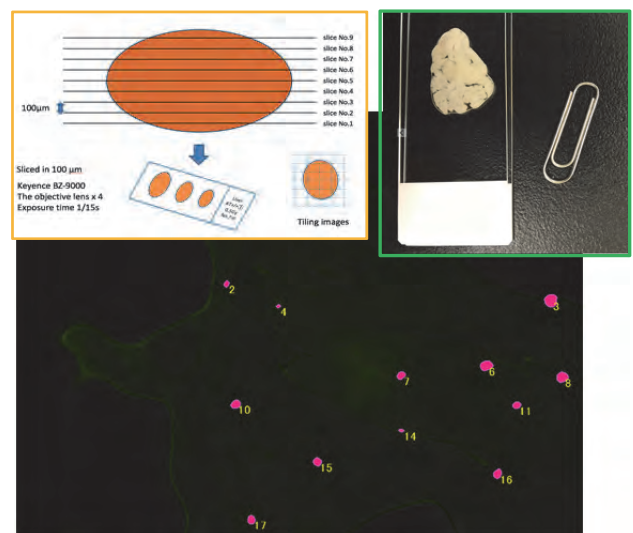 slice No.9
slice No.8
slice No.7
slice No.6
slice No.5
slice No.4
slice No.3
slice No.2
slice No.1
100μm
Sliced in 100 μm
Keyence BZ-9000
The objective lens x 4
Exposure time 1/15s
Tiling images
2
4
3
6
7
8
10
11
14
15
16
17